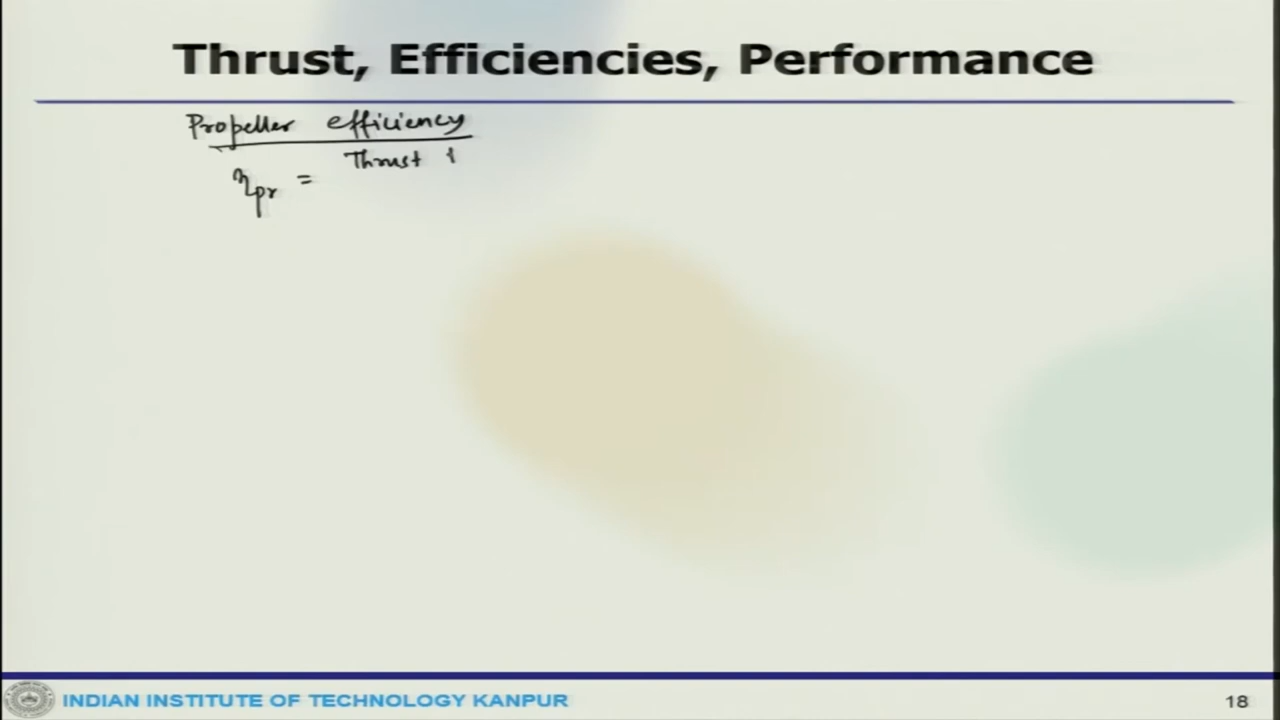 Thrust, Efficiencies, Performance
Propeller efficiency
Thrust
ηpr =
INDIAN INSTITUTE OF TECHNOLOGY KANPUR
18